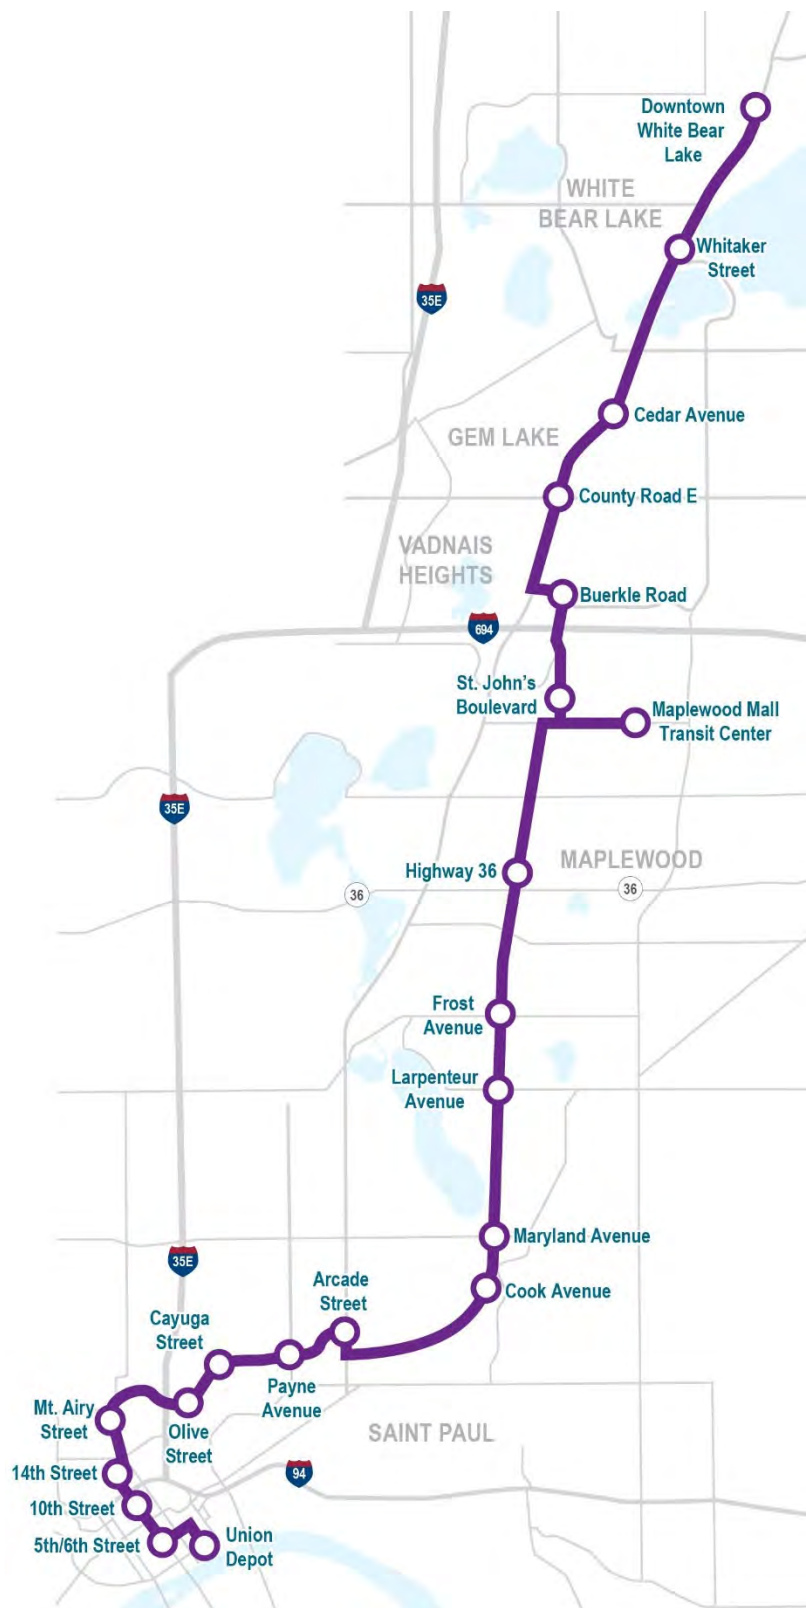 Downtown
White Bear
Lake
WHITE
BEAR LAKE
Whitaker
Street
35E
Cedar Avenue
GEM LAKE
County Road E
VADNAIS
HEIGHTS
Buerkle Road
694
St. John's
Boulevard
Maplewood Mall
Transit Center
35E
MAPLEWOOD
Highway 36
36
36
Frost
Avenue
Larpenteur
Avenue
Maryland Avenue
35E
Arcade
Street
Cook Avenue
Cayuga
Street
Payne
Avenue
Mt. Airy
Street
Olive
Street
SAINT PAUL
14th Street
94
10th Street
5th/6th Street
Union
Depot